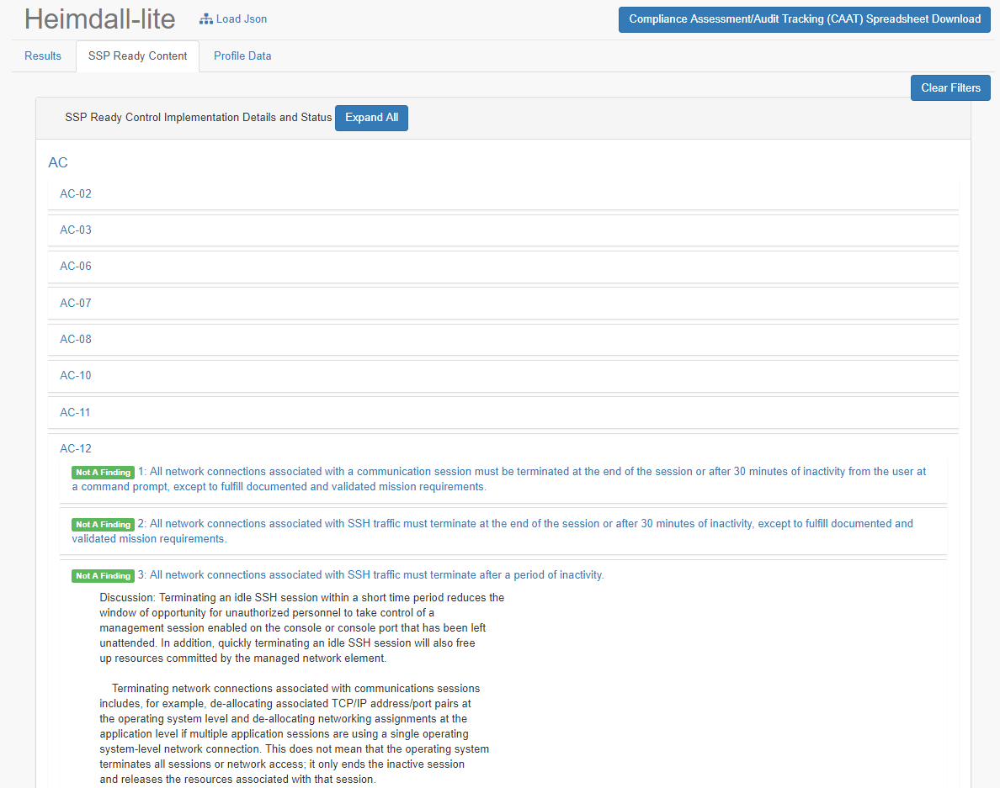 Heimdall-lite
Load Json
Compliance Assessment/Audit Tracking (CAAT) Spreadsheet Download
Results
SSP Ready Content
Profile Data
Clear Filters
SSP Ready Control Implementation Details and Status
Expand All
AC
AC-02
AC-03
AC-06
AC-07
AC-08
AC-10
AC-11
AC-12
Not A Finding 1: All network connections associated with a communication session must be terminated at the end of the session or after 30 minutes of inactivity from the user at
a command prompt, except to fulfill documented and validated mission requirements.
Not A Finding 2: All network connections associated with SSH traffic must terminate at the end of the session or after 30 minutes of inactivity, except to fulfill documented and
validated mission requirements.
Not A Finding 3: All network connections associated with SSH traffic must terminate after a period of inactivity.
Discussion: Terminating an idle SSH session within a short time period reduces the
window of opportunity for unauthorized personnel to take control of a
management session enabled on the console or console port that has been left
unattended. In addition, quickly terminating an idle SSH session will also free
up resources committed by the managed network element.
Terminating network connections associated with communications sessions
includes, for example, de-allocating associated TCP/IP address/port pairs at
the operating system level and de-allocating networking assignments at the
application level if multiple application sessions are using a single operating
system-level network connection. This does not mean that the operating system
terminates all sessions or network access; it only ends the inactive session
and releases the resources associated with that session.